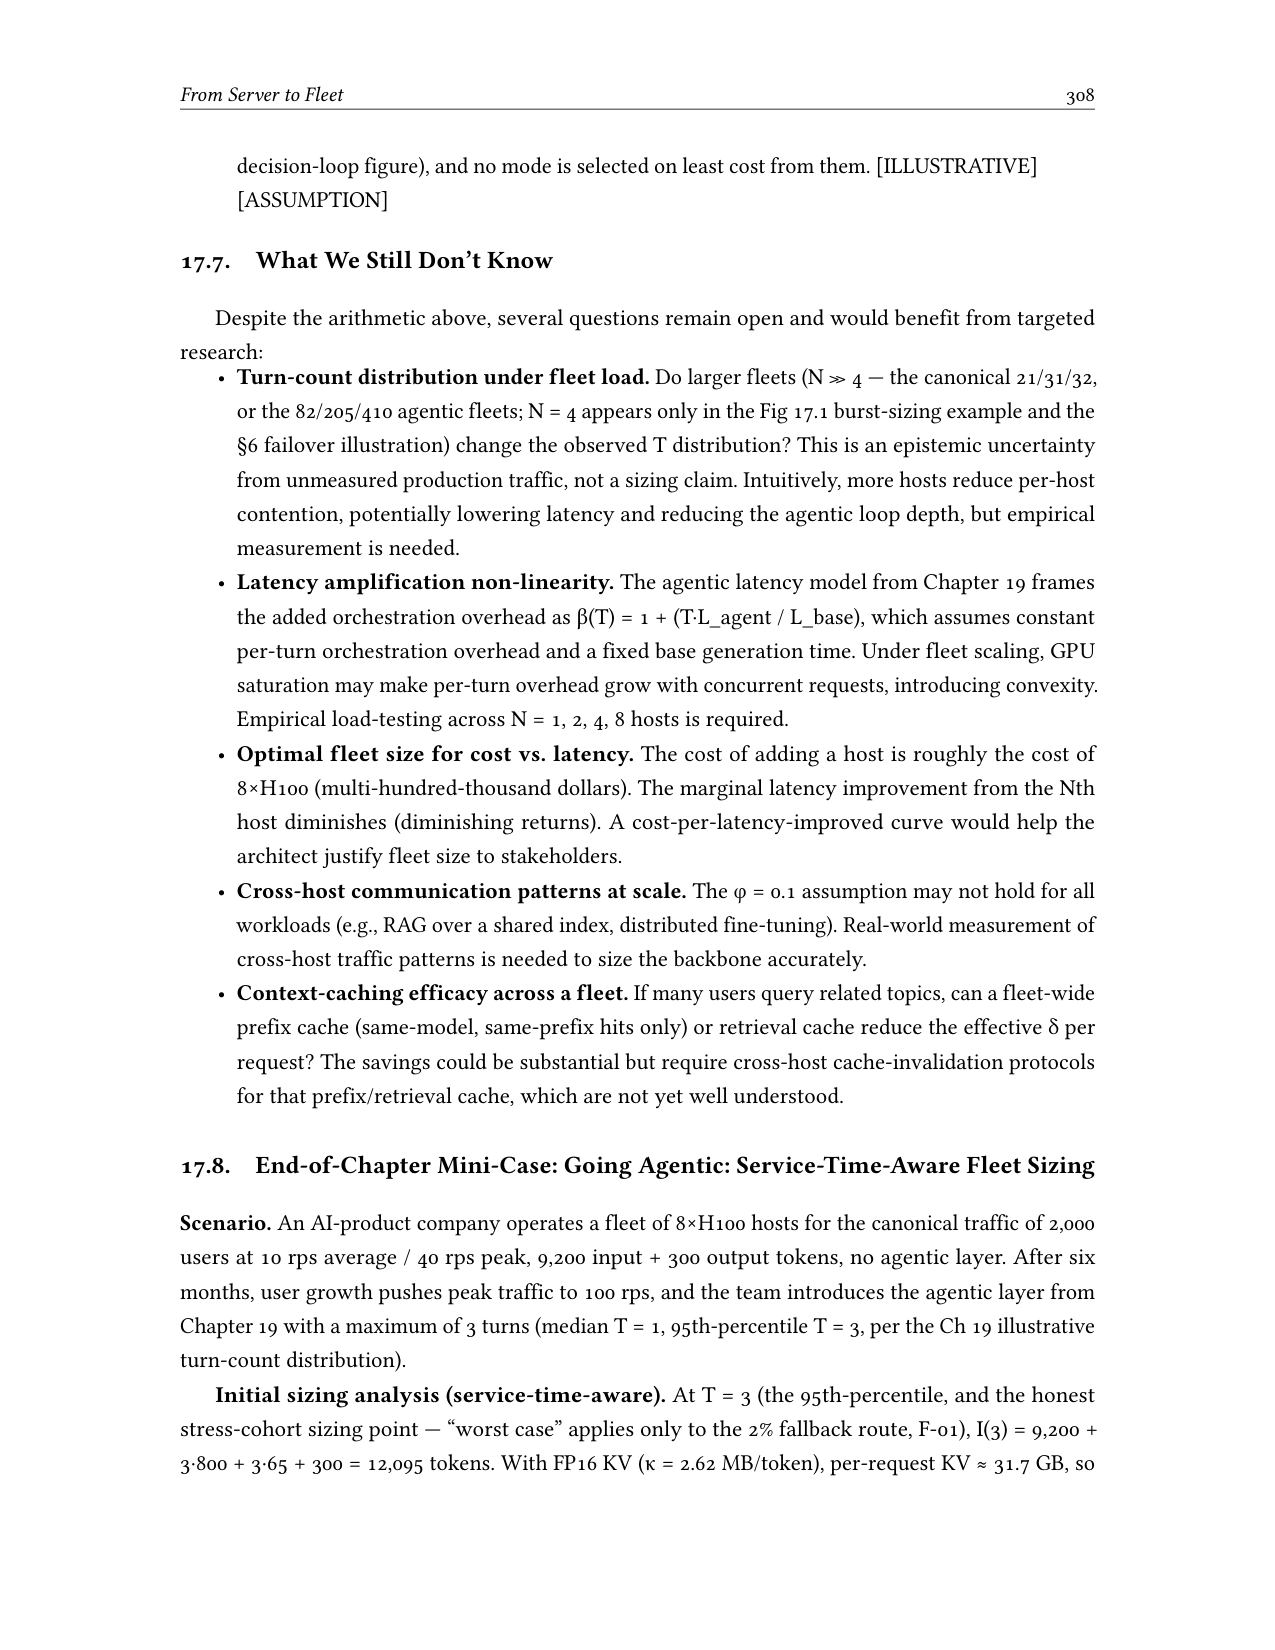 From Server to Fleet 308
decision-loop figure), and no mode is selected on least cost from them. [ILLUSTRATIVE]
[ASSUMPTION]
17.7. What We Still Don’t Know
Despite the arithmetic above, several questions remain open and would benefit from targeted
research:
• Turn-count distribution under fleet load. Do larger fleets (N ≫ 4 — the canonical 21/31/32,
or the 82/205/410 agentic fleets; N = 4 appears only in the Fig 17.1 burst-sizing example and the
§6 failover illustration) change the observed T distribution? This is an epistemic uncertainty
from unmeasured production traffic, not a sizing claim. Intuitively, more hosts reduce per-host
contention, potentially lowering latency and reducing the agentic loop depth, but empirical
measurement is needed.
• Latency amplification non-linearity. The agentic latency model from Chapter 19 frames
the added orchestration overhead as β(T) = 1 + (T·L_agent / L_base), which assumes constant
per-turn orchestration overhead and a fixed base generation time. Under fleet scaling, GPU
saturation may make per-turn overhead grow with concurrent requests, introducing convexity.
Empirical load-testing across N = 1, 2, 4, 8 hosts is required.
• Optimal fleet size for cost vs. latency. The cost of adding a host is roughly the cost of
8×H100 (multi-hundred-thousand dollars). The marginal latency improvement from the Nth
host diminishes (diminishing returns). A cost-per-latency-improved curve would help the
architect justify fleet size to stakeholders.
• Cross-host communication patterns at scale. The φ = 0.1 assumption may not hold for all
workloads (e.g., RAG over a shared index, distributed fine-tuning). Real-world measurement of
cross-host traffic patterns is needed to size the backbone accurately.
• Context-caching efficacy across a fleet. If many users query related topics, can a fleet-wide
prefix cache (same-model, same-prefix hits only) or retrieval cache reduce the effective δ per
request? The savings could be substantial but require cross-host cache-invalidation protocols
for that prefix/retrieval cache, which are not yet well understood.
17.8. End-of-Chapter Mini-Case: Going Agentic: Service-Time-Aware Fleet Sizing
Scenario. An AI-product company operates a fleet of 8×H100 hosts for the canonical traffic of 2,000
users at 10 rps average / 40 rps peak, 9,200 input + 300 output tokens, no agentic layer. After six
months, user growth pushes peak traffic to 100 rps, and the team introduces the agentic layer from
Chapter 19 with a maximum of 3 turns (median T = 1, 95th-percentile T = 3, per the Ch 19 illustrative
turn-count distribution).
Initial sizing analysis (service-time-aware). At T = 3 (the 95th-percentile, and the honest
stress-cohort sizing point — “worst case” applies only to the 2% fallback route, F-01), I(3) = 9,200 +
3·800 + 3·65 + 300 = 12,095 tokens. With FP16 KV (κ = 2.62 MB/token), per-request KV ≈ 31.7 GB, so